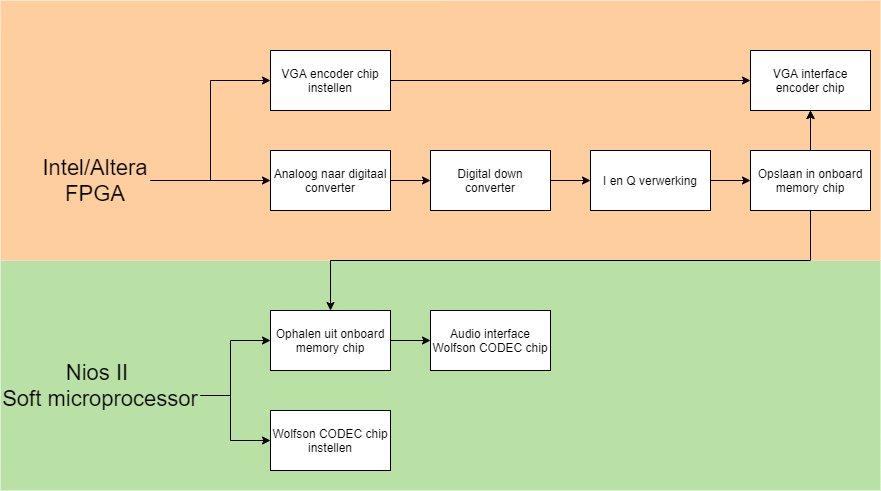 VGA encoder chip
instellen
VGA interface
encoder chip
Intel/Altera
FPGA
Analoog naar digitaal
converter
Digital down
converter
I en Q verwerking
Opslaan in onboard
memory chip
Nios II
Soft microprocessor
Ophalen uit onboard
memory chip
Audio interface
Wolfson CODEC chip
Wolfson CODEC chip
instellen